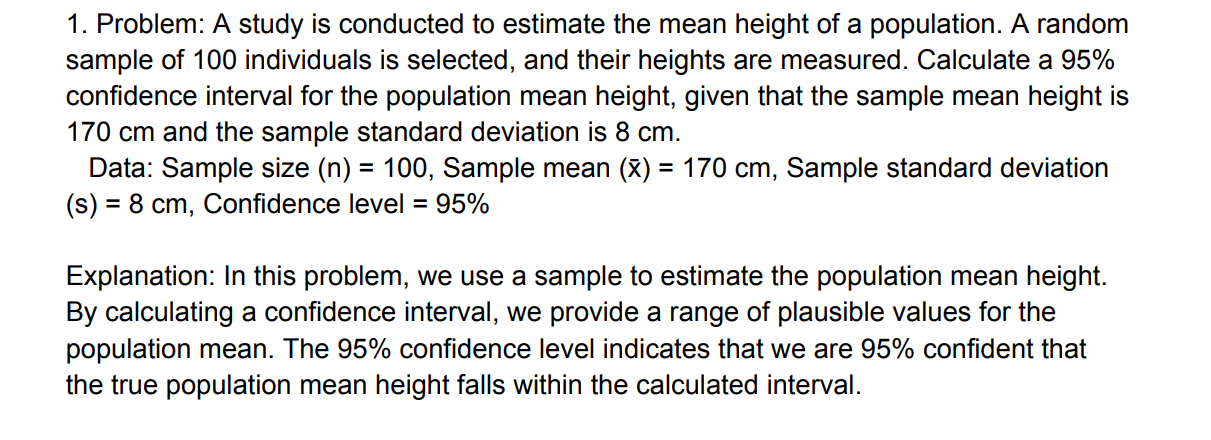 1. Problem: A study is conducted to estimate the mean height of a population. A random
sample of 100 individuals is selected, and their heights are measured. Calculate a 95%
confidence interval for the population mean height, given that the sample mean height is
170 cm and the sample standard deviation is 8 cm.
Data: Sample size (n) = 100, Sample mean (x̄) = 170 cm, Sample standard deviation
(s) = 8 cm, Confidence level = 95%
Explanation: In this problem, we use a sample to estimate the population mean height.
By calculating a confidence interval, we provide a range of plausible values for the
population mean. The 95% confidence level indicates that we are 95% confident that
the true population mean height falls within the calculated interval.